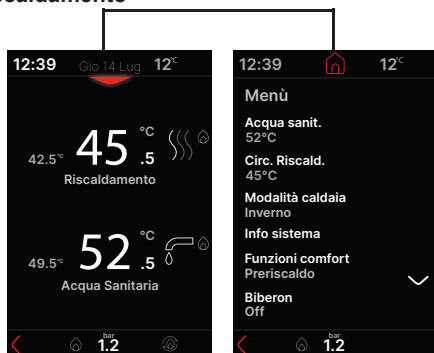 12:39 Gio 14 Lug 12°C
42.5°C 45 °C .5
Riscaldamento
49.5°C 52 °C .5
Acqua Sanitaria
bar
1.2
12:39 12°C
Menù
Acqua sanit.
52°C
Circ. Riscald.
45°C
Modalità caldaia
Inverno
Info sistema
Funzioni comfort
Preriscaldo
Biberon
Off
bar
1.2